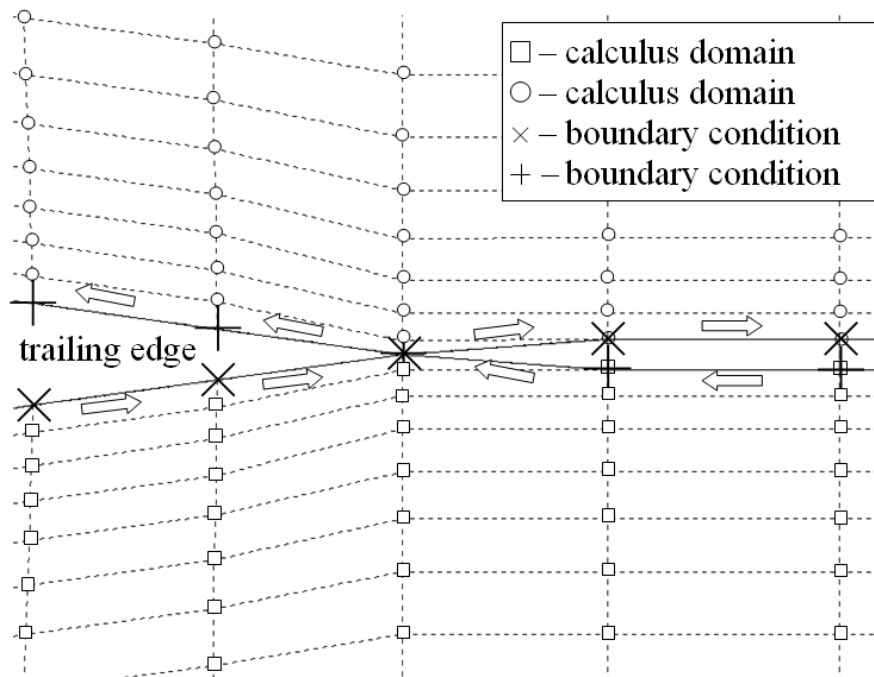 □ – calculus domain
○ – calculus domain
× – boundary condition
+ – boundary condition
trailing edge